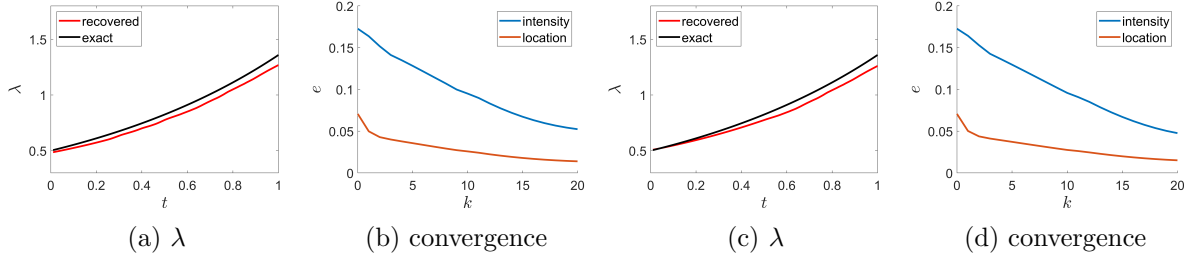 recovered
exact
1.5
1
0.5
λ
0
0.2
0.4
0.6
0.8
1
t
(a) λ
intensity
location
0.2
0.15
0.1
0.05
0
e
0
5
10
15
20
k
(b) convergence
recovered
exact
1.5
1
0.5
λ
0
0.2
0.4
0.6
0.8
1
t
(c) λ
intensity
location
0.2
0.15
0.1
0.05
0
e
0
5
10
15
20
k
(d) convergence